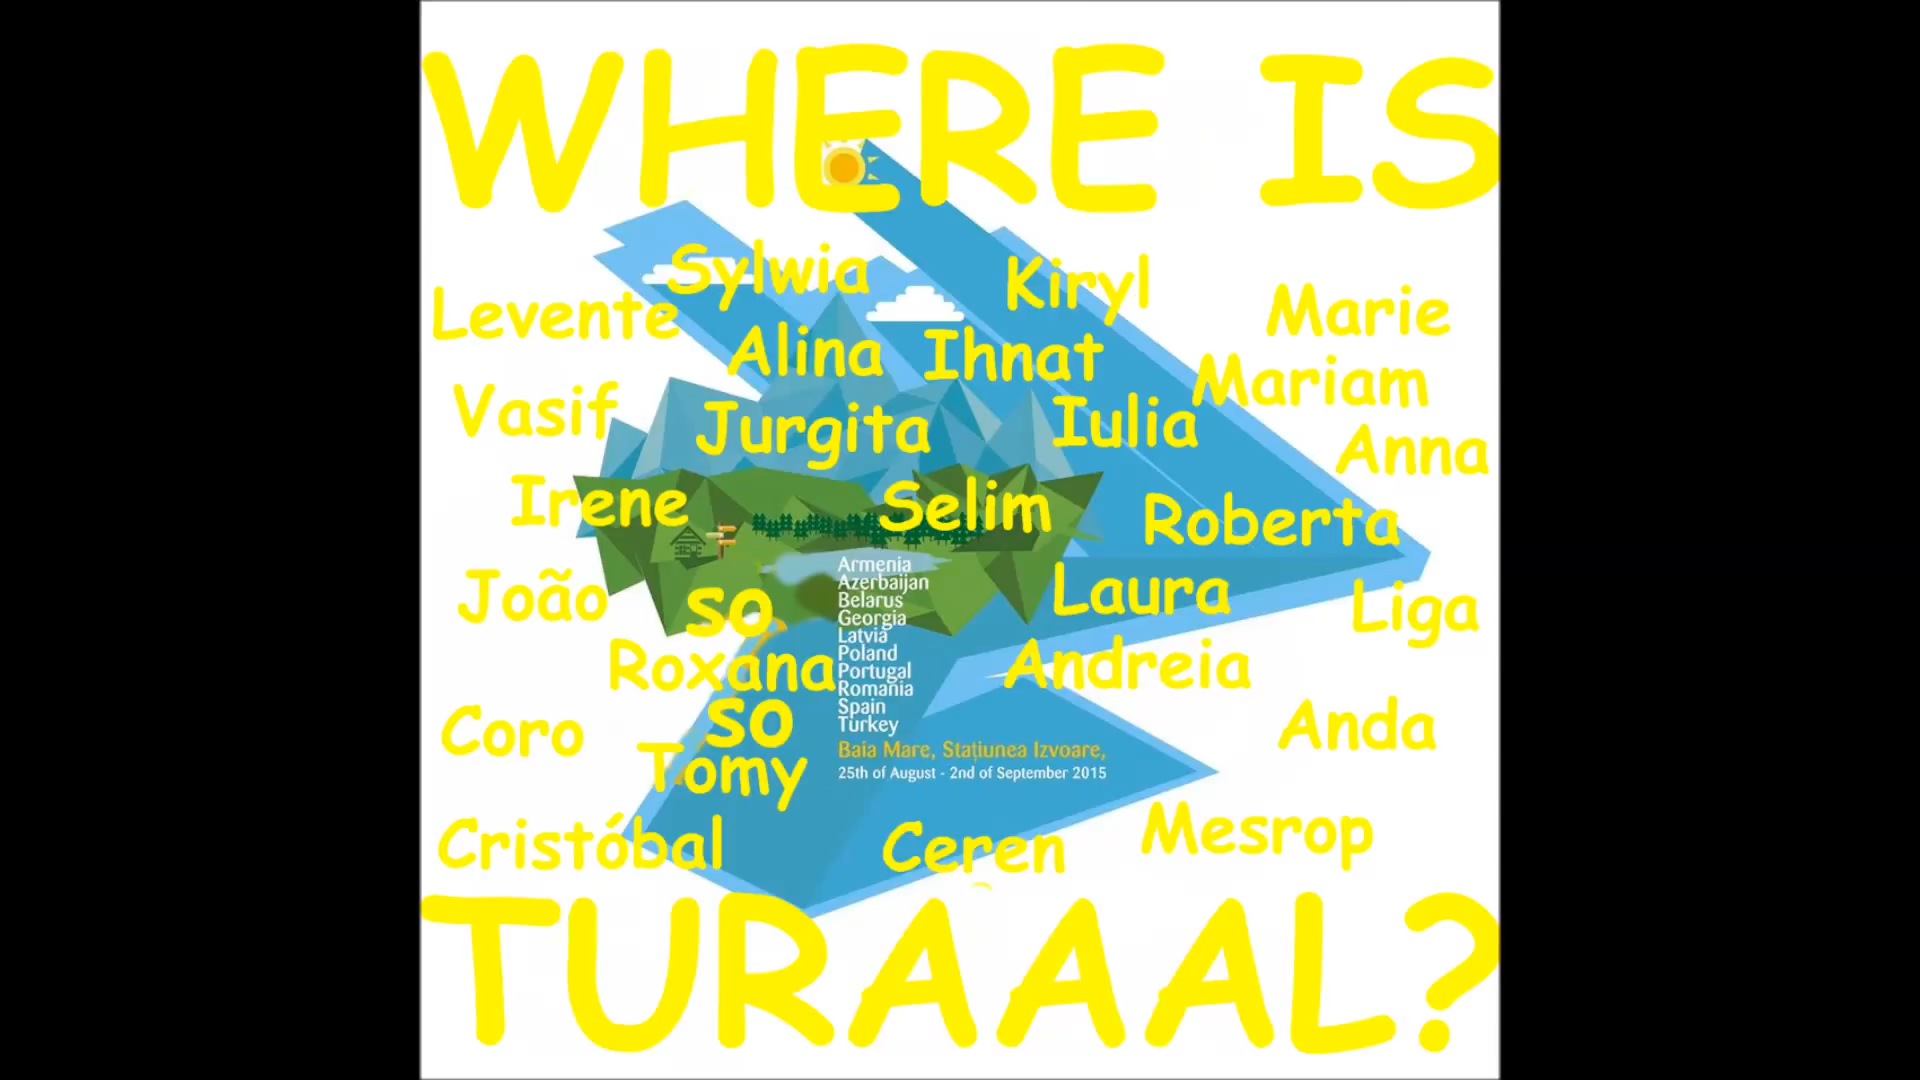 WHERE IS
Sylwia
Kiryl
Levente
Marie
Alina
Ihnat
Mariam
Vasif
Jurgita
Iulia
Anna
Irene
Selim
Roberta
João
so
Roxana
so
Tomy
Laura
Liga
Andreia
Coro
Anda
Armenia
Azerbaijan
Belarus
Georgia
Latvia
Poland
Portugal
Romania
Spain
Turkey
Baia Mare, Stațiunea Izvoare,
25th of August - 2nd of September 2015
Cristóbal
Ceren
Mesrop
TURAAAL?